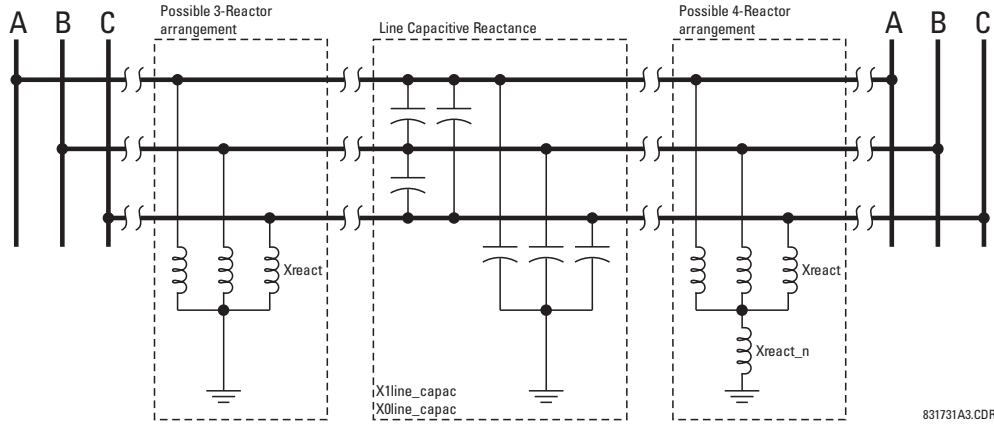 A B C
Possible 3-Reactor
arrangement
Line Capacitive Reactance
Possible 4-Reactor
arrangement
A B C
Xreact
Xreact
Xreact_n
X1line_capac
X0line_capac
831731A3.CDR